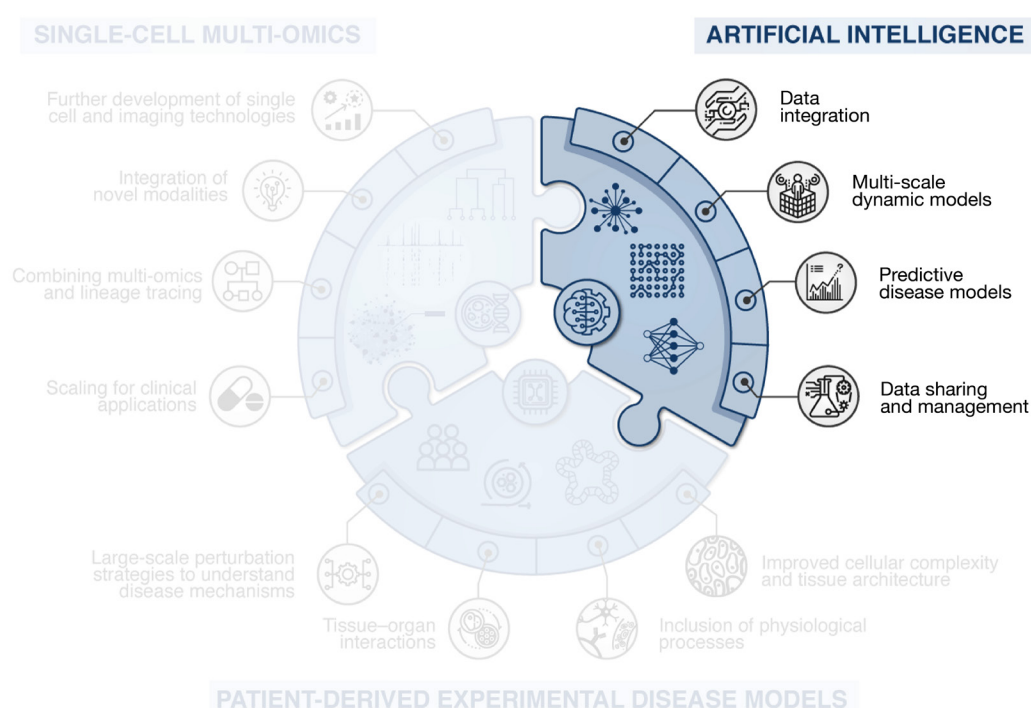 SINGLE-CELL MULTI-OMICS
ARTIFICIAL INTELLIGENCE
Further development of single
cell and imaging technologies
Integration of
novel modalities
Combining multi-omics
and lineage tracing
Scaling for clinical
applications
Data
integration
Multi-scale
dynamic models
Predictive
disease models
Data sharing
and management
Large-scale perturbation
strategies to understand
disease mechanisms
Tissue–organ
interactions
Inclusion of physiological
processes
Improved cellular complexity
and tissue architecture
PATIENT-DERIVED EXPERIMENTAL DISEASE MODELS